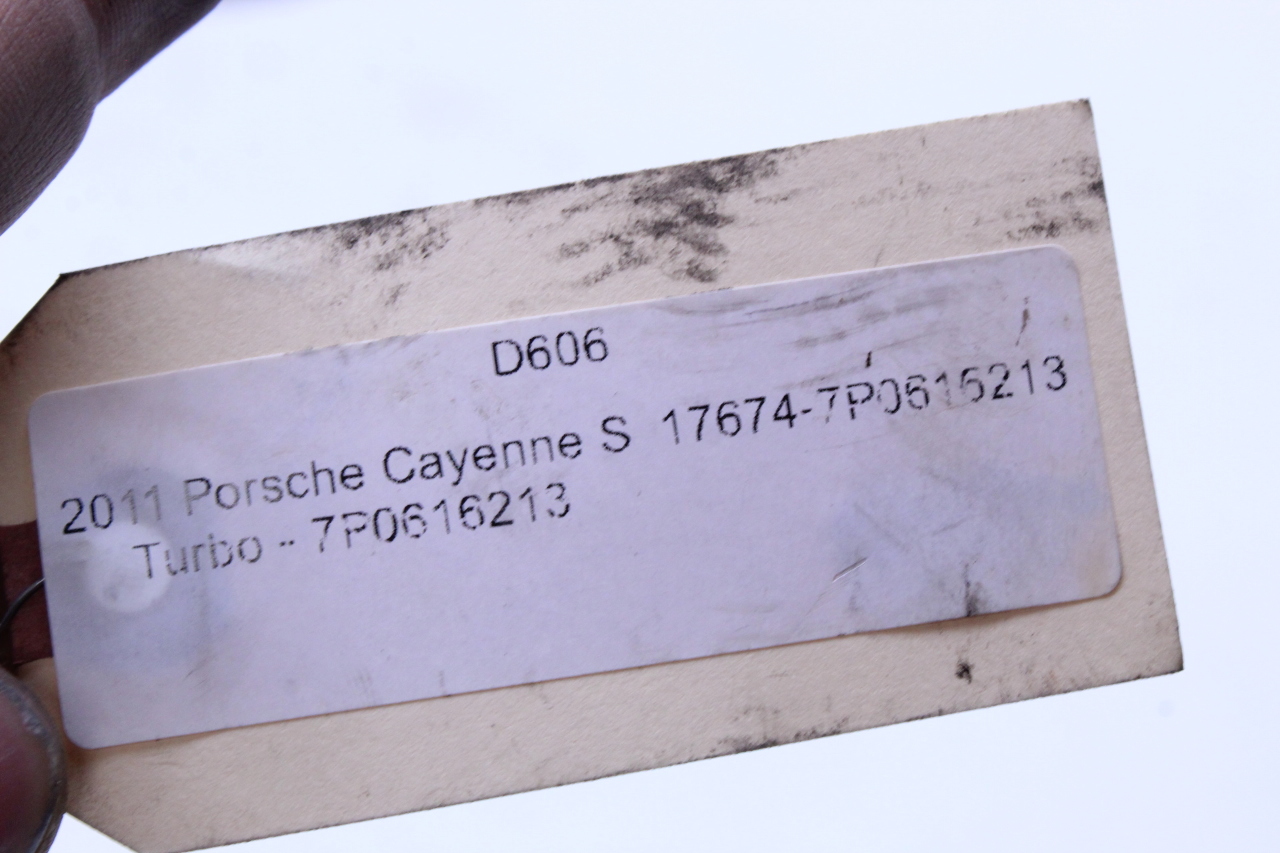 D606
2011 Porsche Cayenne S 17674-7P0616213
Turbo - 7P0616213